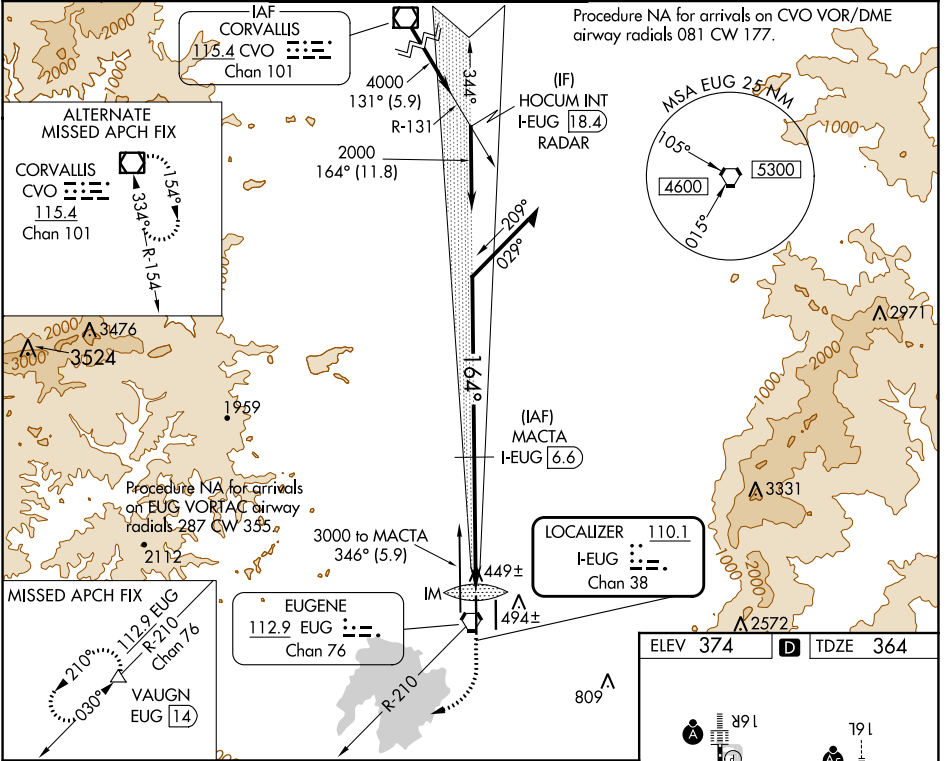 IAF
CORVALLIS
115.4 CVO
Chan 101
Procedure NA for arrivals on CVO VOR/DME
airway radials 081 CW 177.
2000
2000
4000
131° (5.9)
R-131
344°
(IF)
HOCUM INT
I-EUG 18.4
RADAR
2000
164° (11.8)
MSA EUG 25 NM
105°
4600
5300
015°
1000
ALTERNATE
MISSED APCH FIX
CORVALLIS
CVO
115.4
Chan 101
154°
334°
R-154
209°
029°
2000
3476
3000
3524
2971
2000
1000
164°
1959
(IAF)
MACTA
I-EUG 6.6
Procedure NA for arrivals
on EUG VORTAC airway
radials 287 CW 355.
2112
3331
3000 to MACTA
346° (5.9)
LOCALIZER 110.1
I-EUG
Chan 38
1000
2000
449±
IM
494±
2572
MISSED APCH FIX
112.9 EUG
R-210
Chan 76
210°
030°
VAUGN
EUG 14
EUGENE
112.9 EUG
Chan 76
R-210
809
ELEV 374
D
TDZE 364
A
16R
d
16L